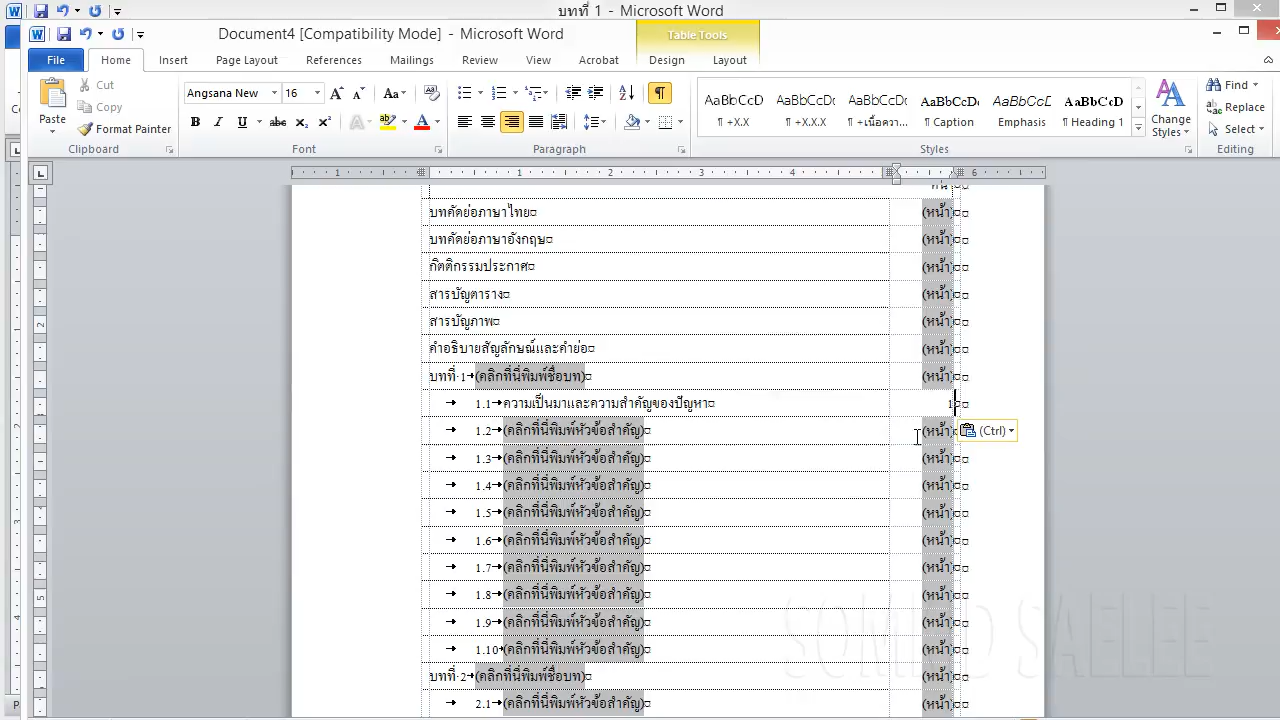 บทที่ 1 - Microsoft Word
Document4 [Compatibility Mode] - Microsoft Word
Table Tools
File Home Insert Page Layout References Mailings Review View Acrobat Design Layout
Paste
Cut
Copy
Format Painter
Clipboard
Angsana New 16
B I U abc
Font
Paragraph
AaBbCcD AaBbCcDc AaBbCcDc AaBbCcDc AaBbCcL AaBbCcD
¶ +X.X ¶ +X.X.X ¶ +เนื้อควา... ¶ Caption Emphasis ¶ Heading 1
Styles
Change Styles
Find
Replace
Select
Editing
บทคัดย่อภาษาไทย¤ (หน้า)¤ ¤
บทคัดย่อภาษาอังกฤษ¤ (หน้า)¤ ¤
กิตติกรรมประกาศ¤ (หน้า)¤ ¤
สารบัญตาราง¤ (หน้า)¤ ¤
สารบัญภาพ¤ (หน้า)¤ ¤
คำอธิบายสัญลักษณ์และคำย่อ¤ (หน้า)¤ ¤
บทที่·1→(คลิกที่นี่พิมพ์ชื่อบท)¤ (หน้า)¤ ¤
→ 1.1→ความเป็นมาและความสำคัญของปัญหา¤ 1¤ ¤
→ 1.2→(คลิกที่นี่พิมพ์หัวข้อสำคัญ)¤ (หน้า)¤ (Ctrl)
→ 1.3→(คลิกที่นี่พิมพ์หัวข้อสำคัญ)¤ (หน้า)¤ ¤
→ 1.4→(คลิกที่นี่พิมพ์หัวข้อสำคัญ)¤ (หน้า)¤ ¤
→ 1.5→(คลิกที่นี่พิมพ์หัวข้อสำคัญ)¤ (หน้า)¤ ¤
→ 1.6→(คลิกที่นี่พิมพ์หัวข้อสำคัญ)¤ (หน้า)¤ ¤
→ 1.7→(คลิกที่นี่พิมพ์หัวข้อสำคัญ)¤ (หน้า)¤ ¤
→ 1.8→(คลิกที่นี่พิมพ์หัวข้อสำคัญ)¤ (หน้า)¤ ¤
→ 1.9→(คลิกที่นี่พิมพ์หัวข้อสำคัญ)¤ (หน้า)¤ ¤
→ 1.10→(คลิกที่นี่พิมพ์หัวข้อสำคัญ)¤ (หน้า)¤ ¤
บทที่·2→(คลิกที่นี่พิมพ์ชื่อบท)¤ (หน้า)¤ ¤
→ 2.1→(คลิกที่นี่พิมพ์หัวข้อสำคัญ)¤ (หน้า)¤ ¤
SAELEE